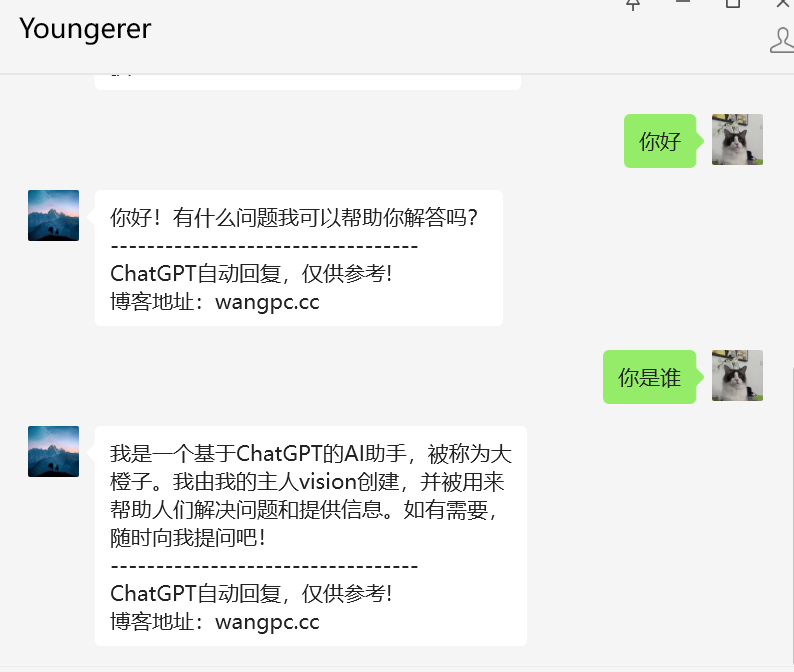 Youngerer
你好
你好！有什么问题我可以帮助你解答吗？
---------------------------------
ChatGPT自动回复，仅供参考!
博客地址：wangpc.cc
你是谁
我是一个基于ChatGPT的AI助手，被称为大
橙子。我由我的主人vision创建，并被用来
帮助人们解决问题和提供信息。如有需要，
随时向我提问吧！
---------------------------------
ChatGPT自动回复，仅供参考!
博客地址：wangpc.cc